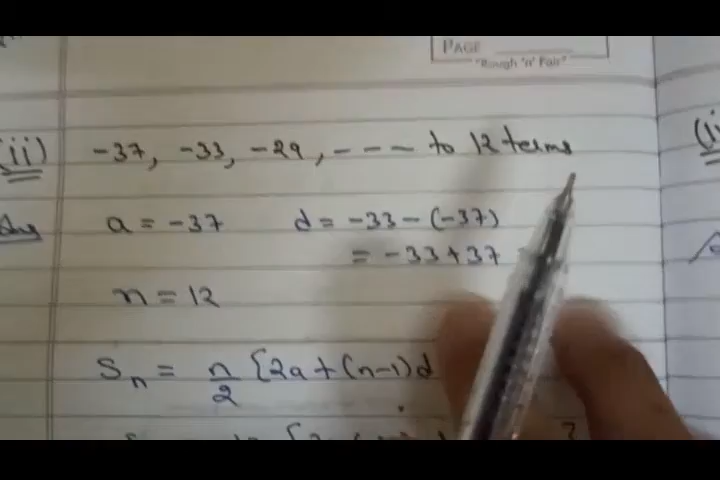 PAGE
"Rough 'n' Fair"
(ii) -37, -33, -29, - - - to 12 terms
a = -37 d = -33 - (-37)
= -33 + 37
n = 12
Sn = n/2 [2a + (n-1)d